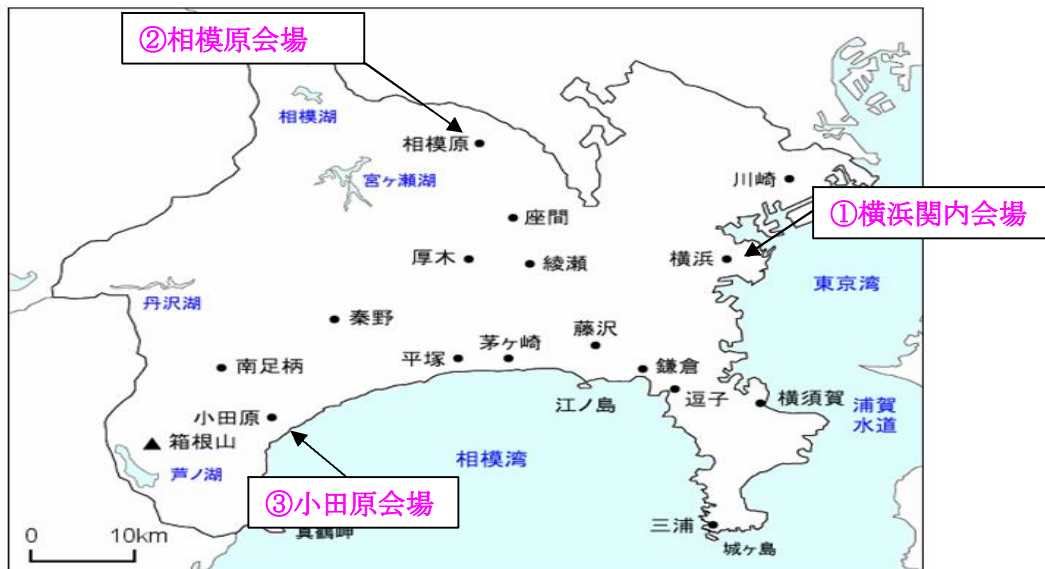 ②相模原会場
相模湖
相模原
宮ヶ瀬湖
川崎
①横浜関内会場
座間
厚木
綾瀬
横浜
東京湾
丹沢湖
秦野
藤沢
平塚
茅ヶ崎
南足柄
鎌倉
江ノ島
逗子
横須賀
浦賀
水道
小田原
箱根山
芦ノ湖
相模湾
③小田原会場
真鶴岬
三浦
城ヶ島
0
10km